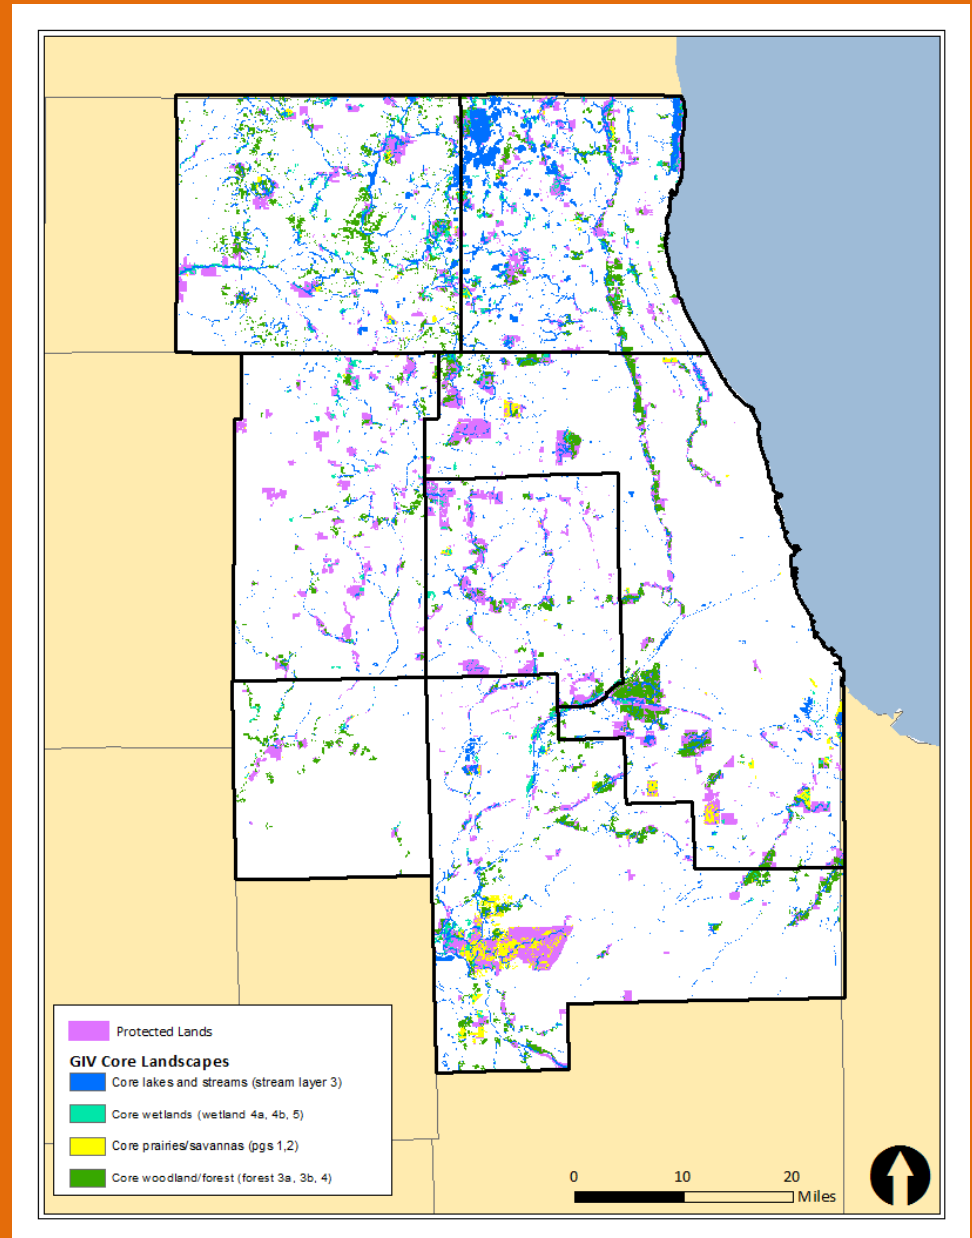 Protected Lands
GIV Core Landscapes
Core lakes and streams (stream layer 3)
Core wetlands (wetland 4a, 4b, 5)
Core prairies/savannas (pgs 1,2)
Core woodland/forest (forest 3a, 3b, 4)
0 10 20
Miles